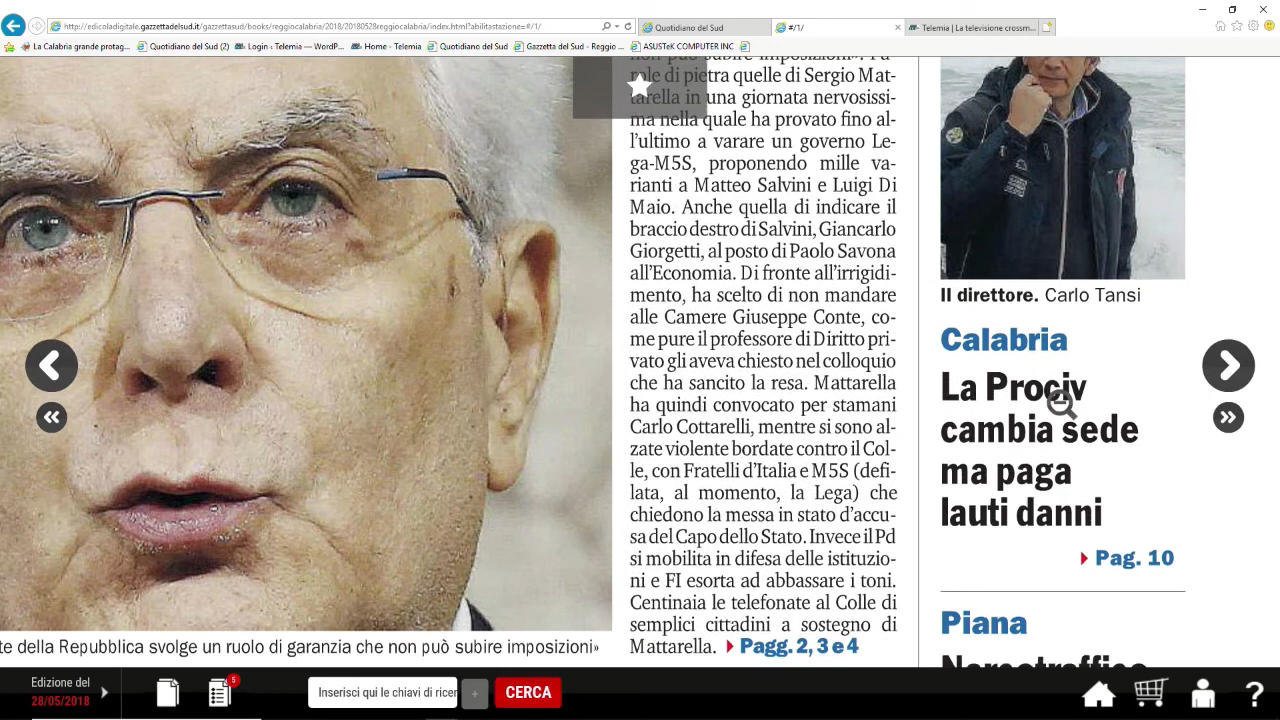 http://edicoladigitale.gazzettadelsud.it/gazzettasud/books/reggiocalabria/2018/20180528reggiocalabria/index.html?abilitastazione=#/1/
Quotidiano del Sud
#/1/
Telemia | La televisione crossm...
La Calabria grande protag...
Quotidiano del Sud (2)
Login ‹ Telemia — WordP...
Home - Telemia
Quotidiano del Sud
Gazzetta del Sud - Reggio ...
ASUSTeK COMPUTER INC
non può subire imposizioni». Pa-
role di pietra quelle di Sergio Mat-
tarella in una giornata nervosissi-
ma nella quale ha provato fino al-
l'ultimo a varare un governo Le-
ga-M5S, proponendo mille va-
rianti a Matteo Salvini e Luigi Di
Maio. Anche quella di indicare il
braccio destro di Salvini, Giancarlo
Giorgetti, al posto di Paolo Savona
all'Economia. Di fronte all'irrigidi-
mento, ha scelto di non mandare
alle Camere Giuseppe Conte, co-
me pure il professore di Diritto pri-
vato gli aveva chiesto nel colloquio
che ha sancito la resa. Mattarella
ha quindi convocato per stamani
Carlo Cottarelli, mentre si sono al-
zate violente bordate contro il Col-
le, con Fratelli d'Italia e M5S (defi-
lata, al momento, la Lega) che
chiedono la messa in stato d'accu-
sa del Capo dello Stato. Invece il Pd
si mobilita in difesa delle istituzio-
ni e FI esorta ad abbassare i toni.
Centinaia le telefonate al Colle di
semplici cittadini a sostegno di
Mattarella. Pagg. 2, 3 e 4
te della Repubblica svolge un ruolo di garanzia che non può subire imposizioni»
Il direttore. Carlo Tansi
Calabria
La Prociv
cambia sede
ma paga
lauti danni
Pag. 10
Piana
Narcotraffico
Edizione del
28/05/2018
5
Inserisci qui le chiavi di ricer
+
CERCA
?